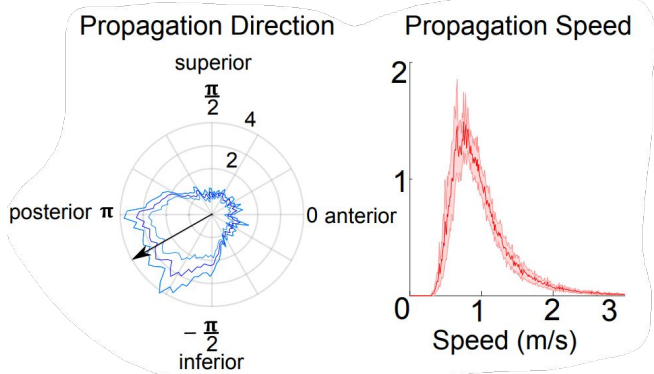 Propagation Direction
superior
π
2
4
2
posterior π
0 anterior
− π
2
inferior
Propagation Speed
2
1
0 1 2 3
Speed (m/s)